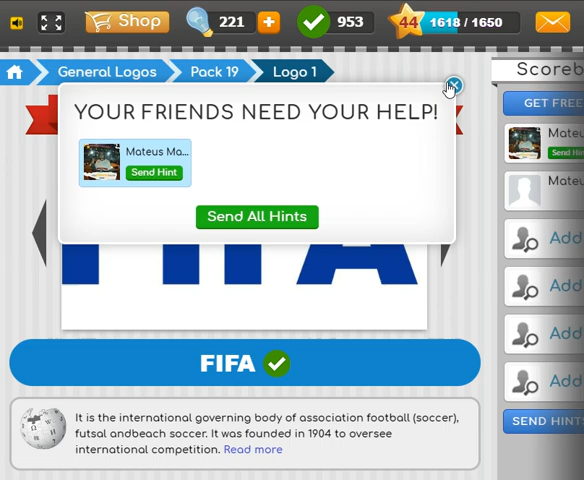 Shop
221
953
44
1618 / 1650
General Logos
Pack 19
Logo 1
Scoreb
YOUR FRIENDS NEED YOUR HELP!
Mateus Ma...
Send Hint
Send All Hints
GET FREE
Mateu
Send Hin
Mateu
Add
Add
Add
Add
SEND HINTS
FIFA
FIFA
It is the international governing body of association football (soccer),
futsal andbeach soccer. It was founded in 1904 to oversee
international competition. Read more